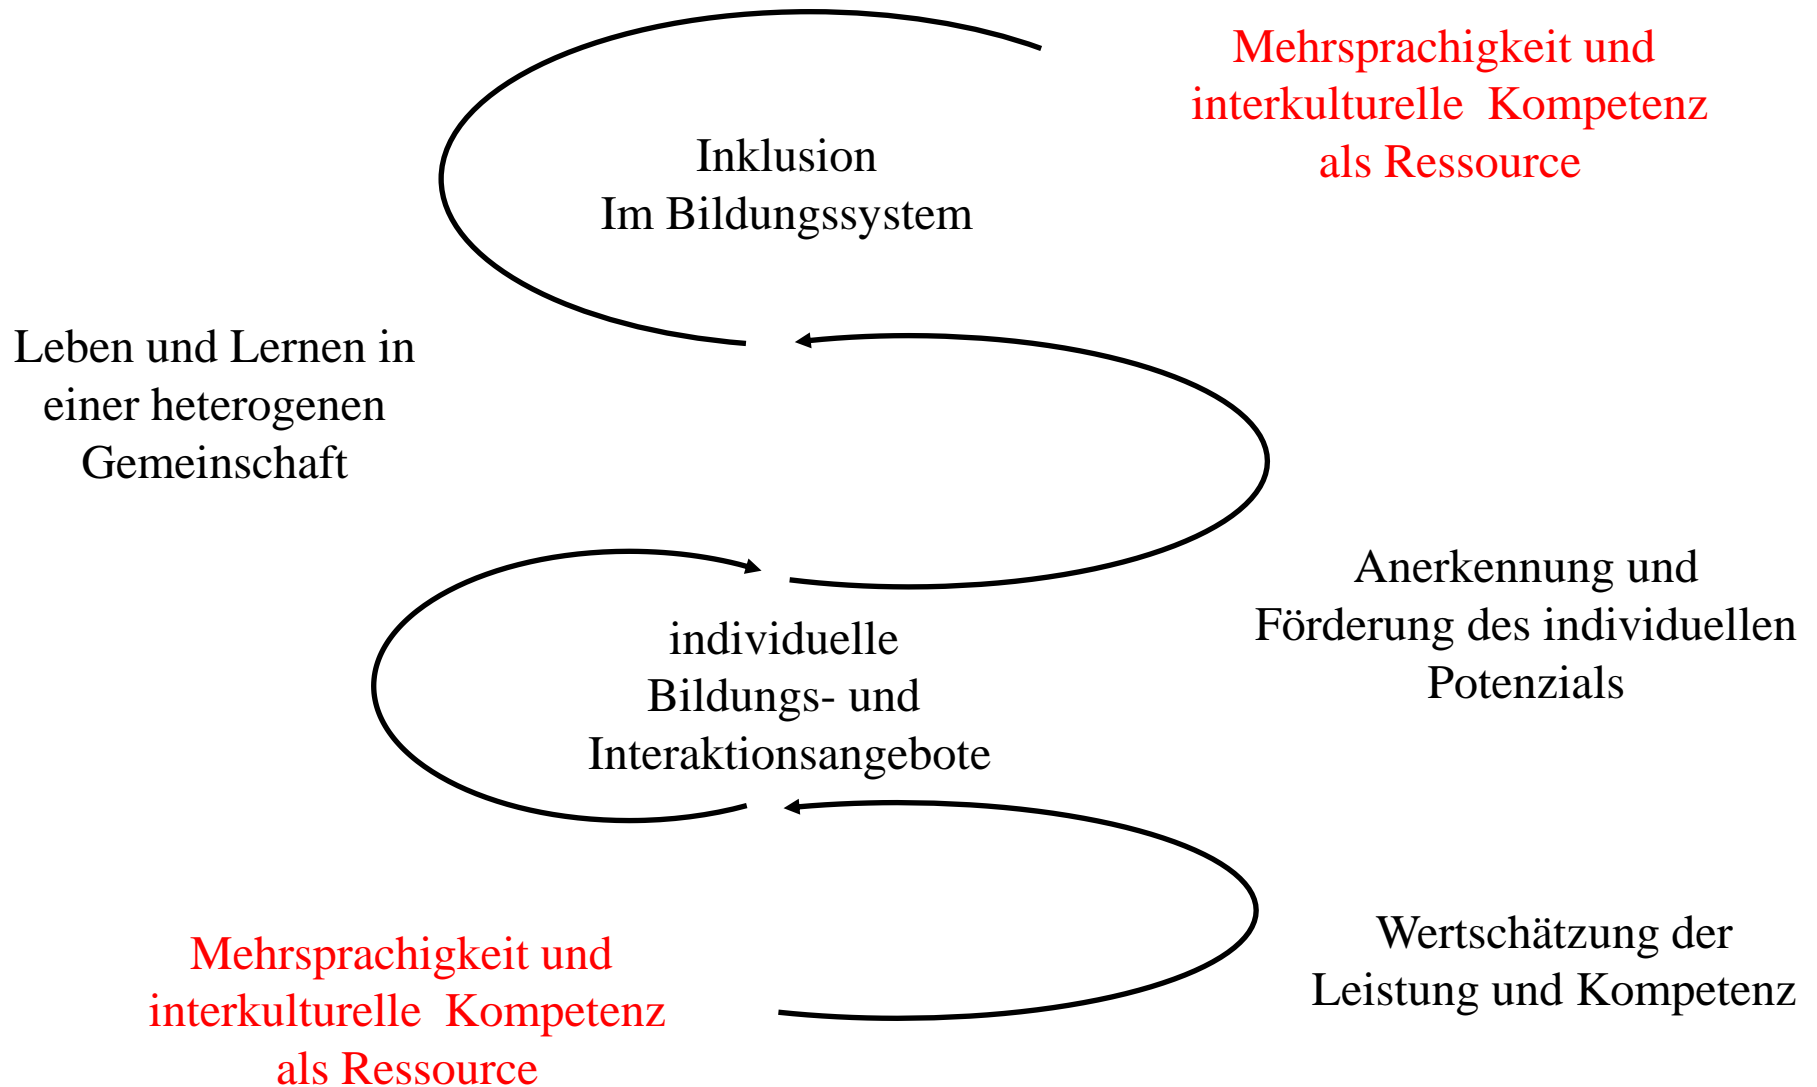 Mehrsprachigkeit und
interkulturelle Kompetenz
als Ressource
Inklusion
Im Bildungssystem
Leben und Lernen in
einer heterogenen
Gemeinschaft
Anerkennung und
Förderung des individuellen
Potenzials
individuelle
Bildungs- und
Interaktionsangebote
Wertschätzung der
Leistung und Kompetenz
Mehrsprachigkeit und
interkulturelle Kompetenz
als Ressource